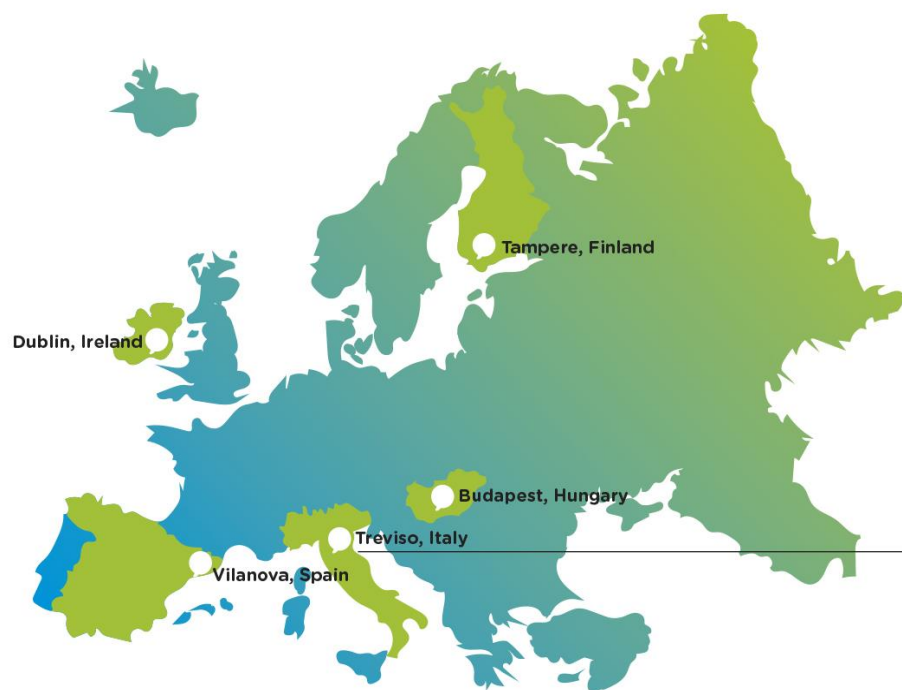 Tampere, Finland
Dublin, Ireland
Budapest, Hungary
Treviso, Italy
Vilanova, Spain